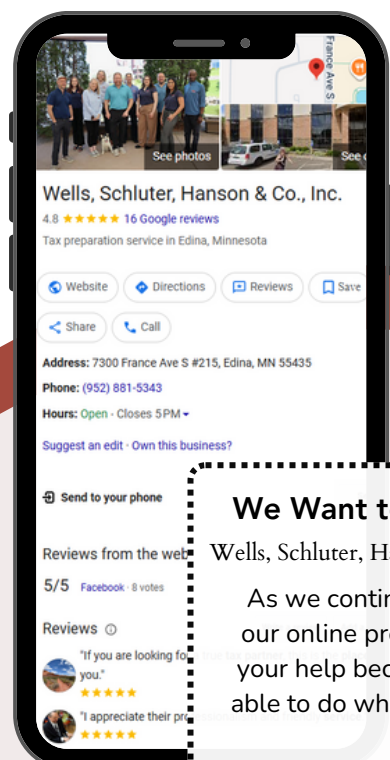 France Ave S
See photos
See
Wells, Schluter, Hanson & Co., Inc.
4.8 ★★★★★ 16 Google reviews
Tax preparation service in Edina, Minnesota
Website
Directions
Reviews
Save
Share
Call
Address: 7300 France Ave S #215, Edina, MN 55435
Phone: (952) 881-5343
Hours: Open · Closes 5 PM
Suggest an edit · Own this business?
Send to your phone
Reviews from the web
5/5 Facebook · 8 votes
Reviews
"If you are looking fo
you."
"I appreciate their pr
We Want t
Wells, Schluter, H
As we contin
our online pr
your help bec
able to do wh